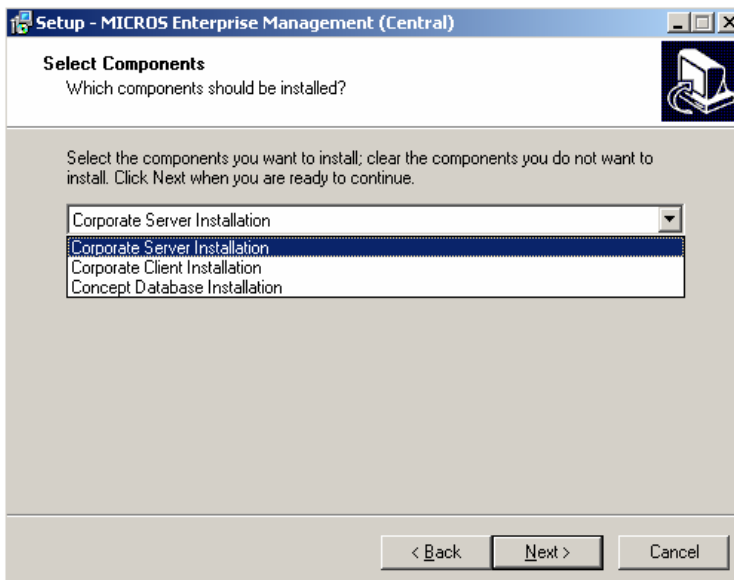 Setup - MICROS Enterprise Management (Central)
Select Components
Which components should be installed?
Select the components you want to install; clear the components you do not want to
install. Click Next when you are ready to continue.
Corporate Server Installation
Corporate Server Installation
Corporate Client Installation
Concept Database Installation
< Back Next > Cancel